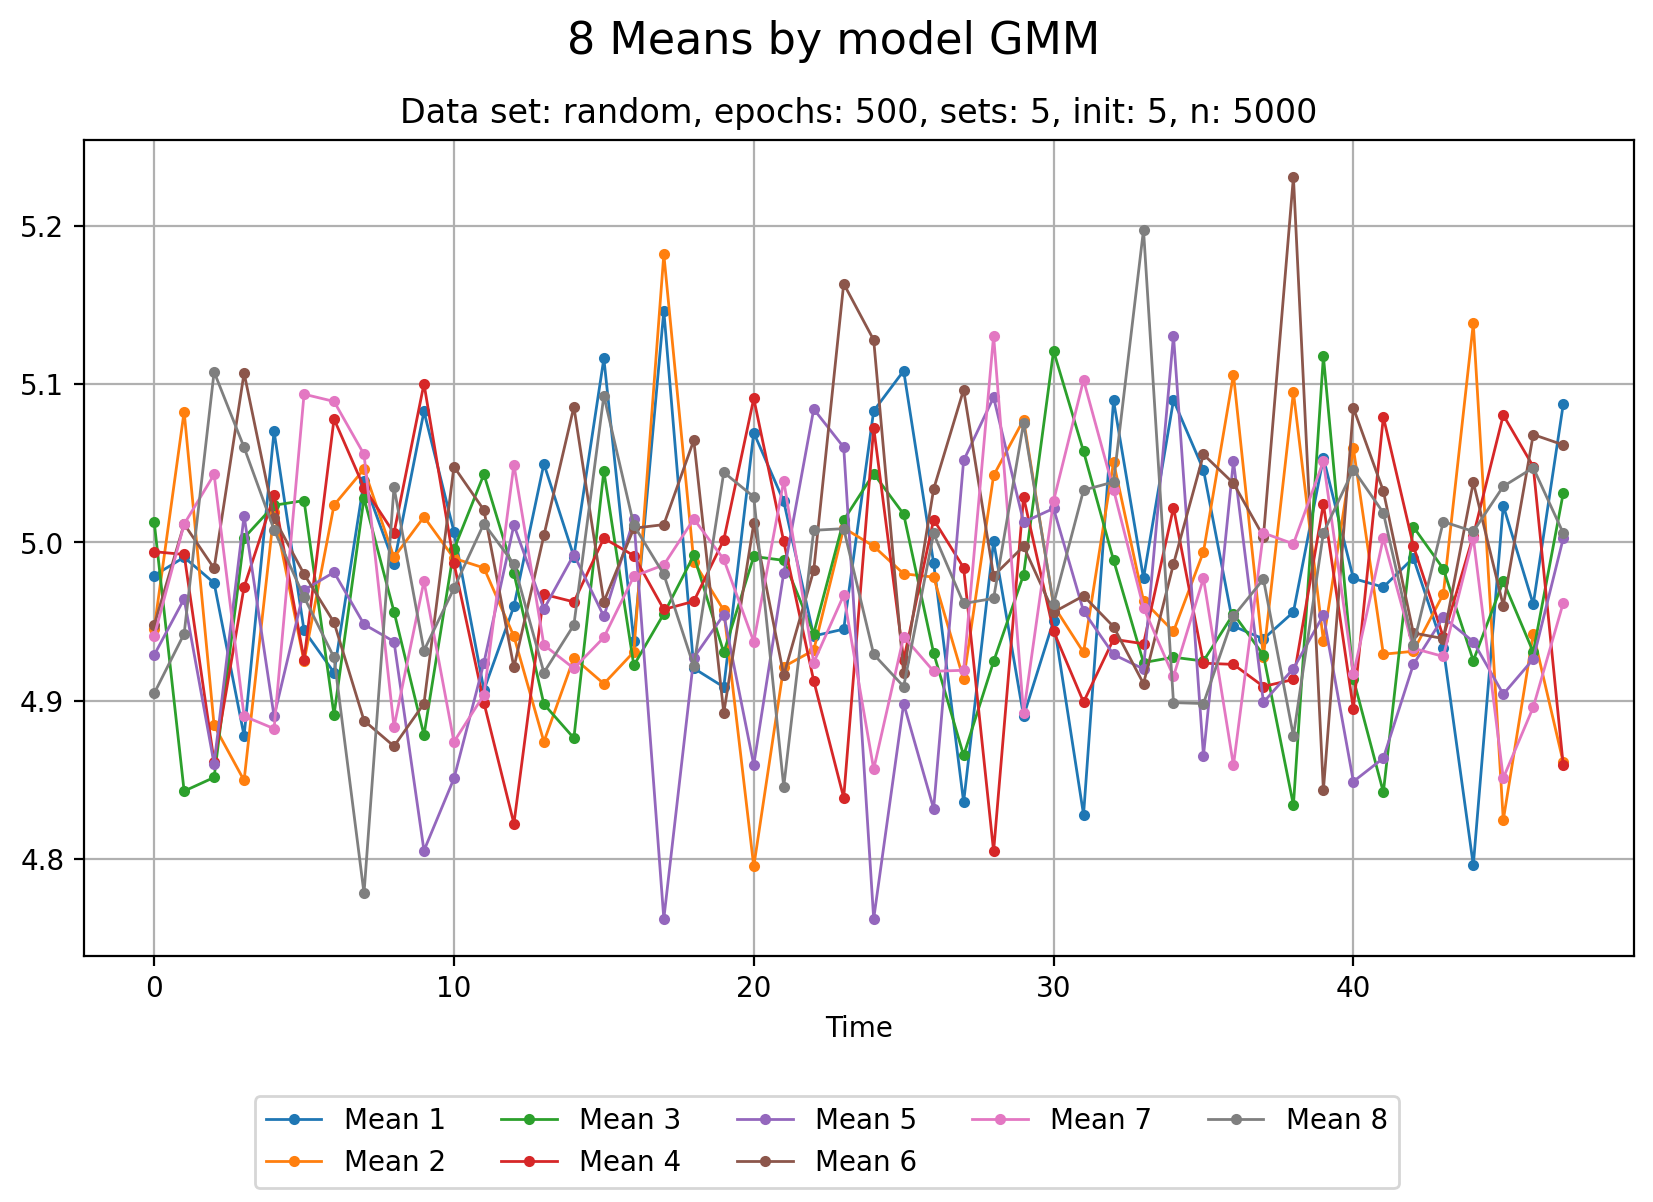 8 Means by model GMM
Data set: random, epochs: 500, sets: 5, init: 5, n: 5000
5.2
5.1
5.0
4.9
4.8
0 10 20 30 40
Time
Mean 1 Mean 3 Mean 5 Mean 7 Mean 8
Mean 2 Mean 4 Mean 6